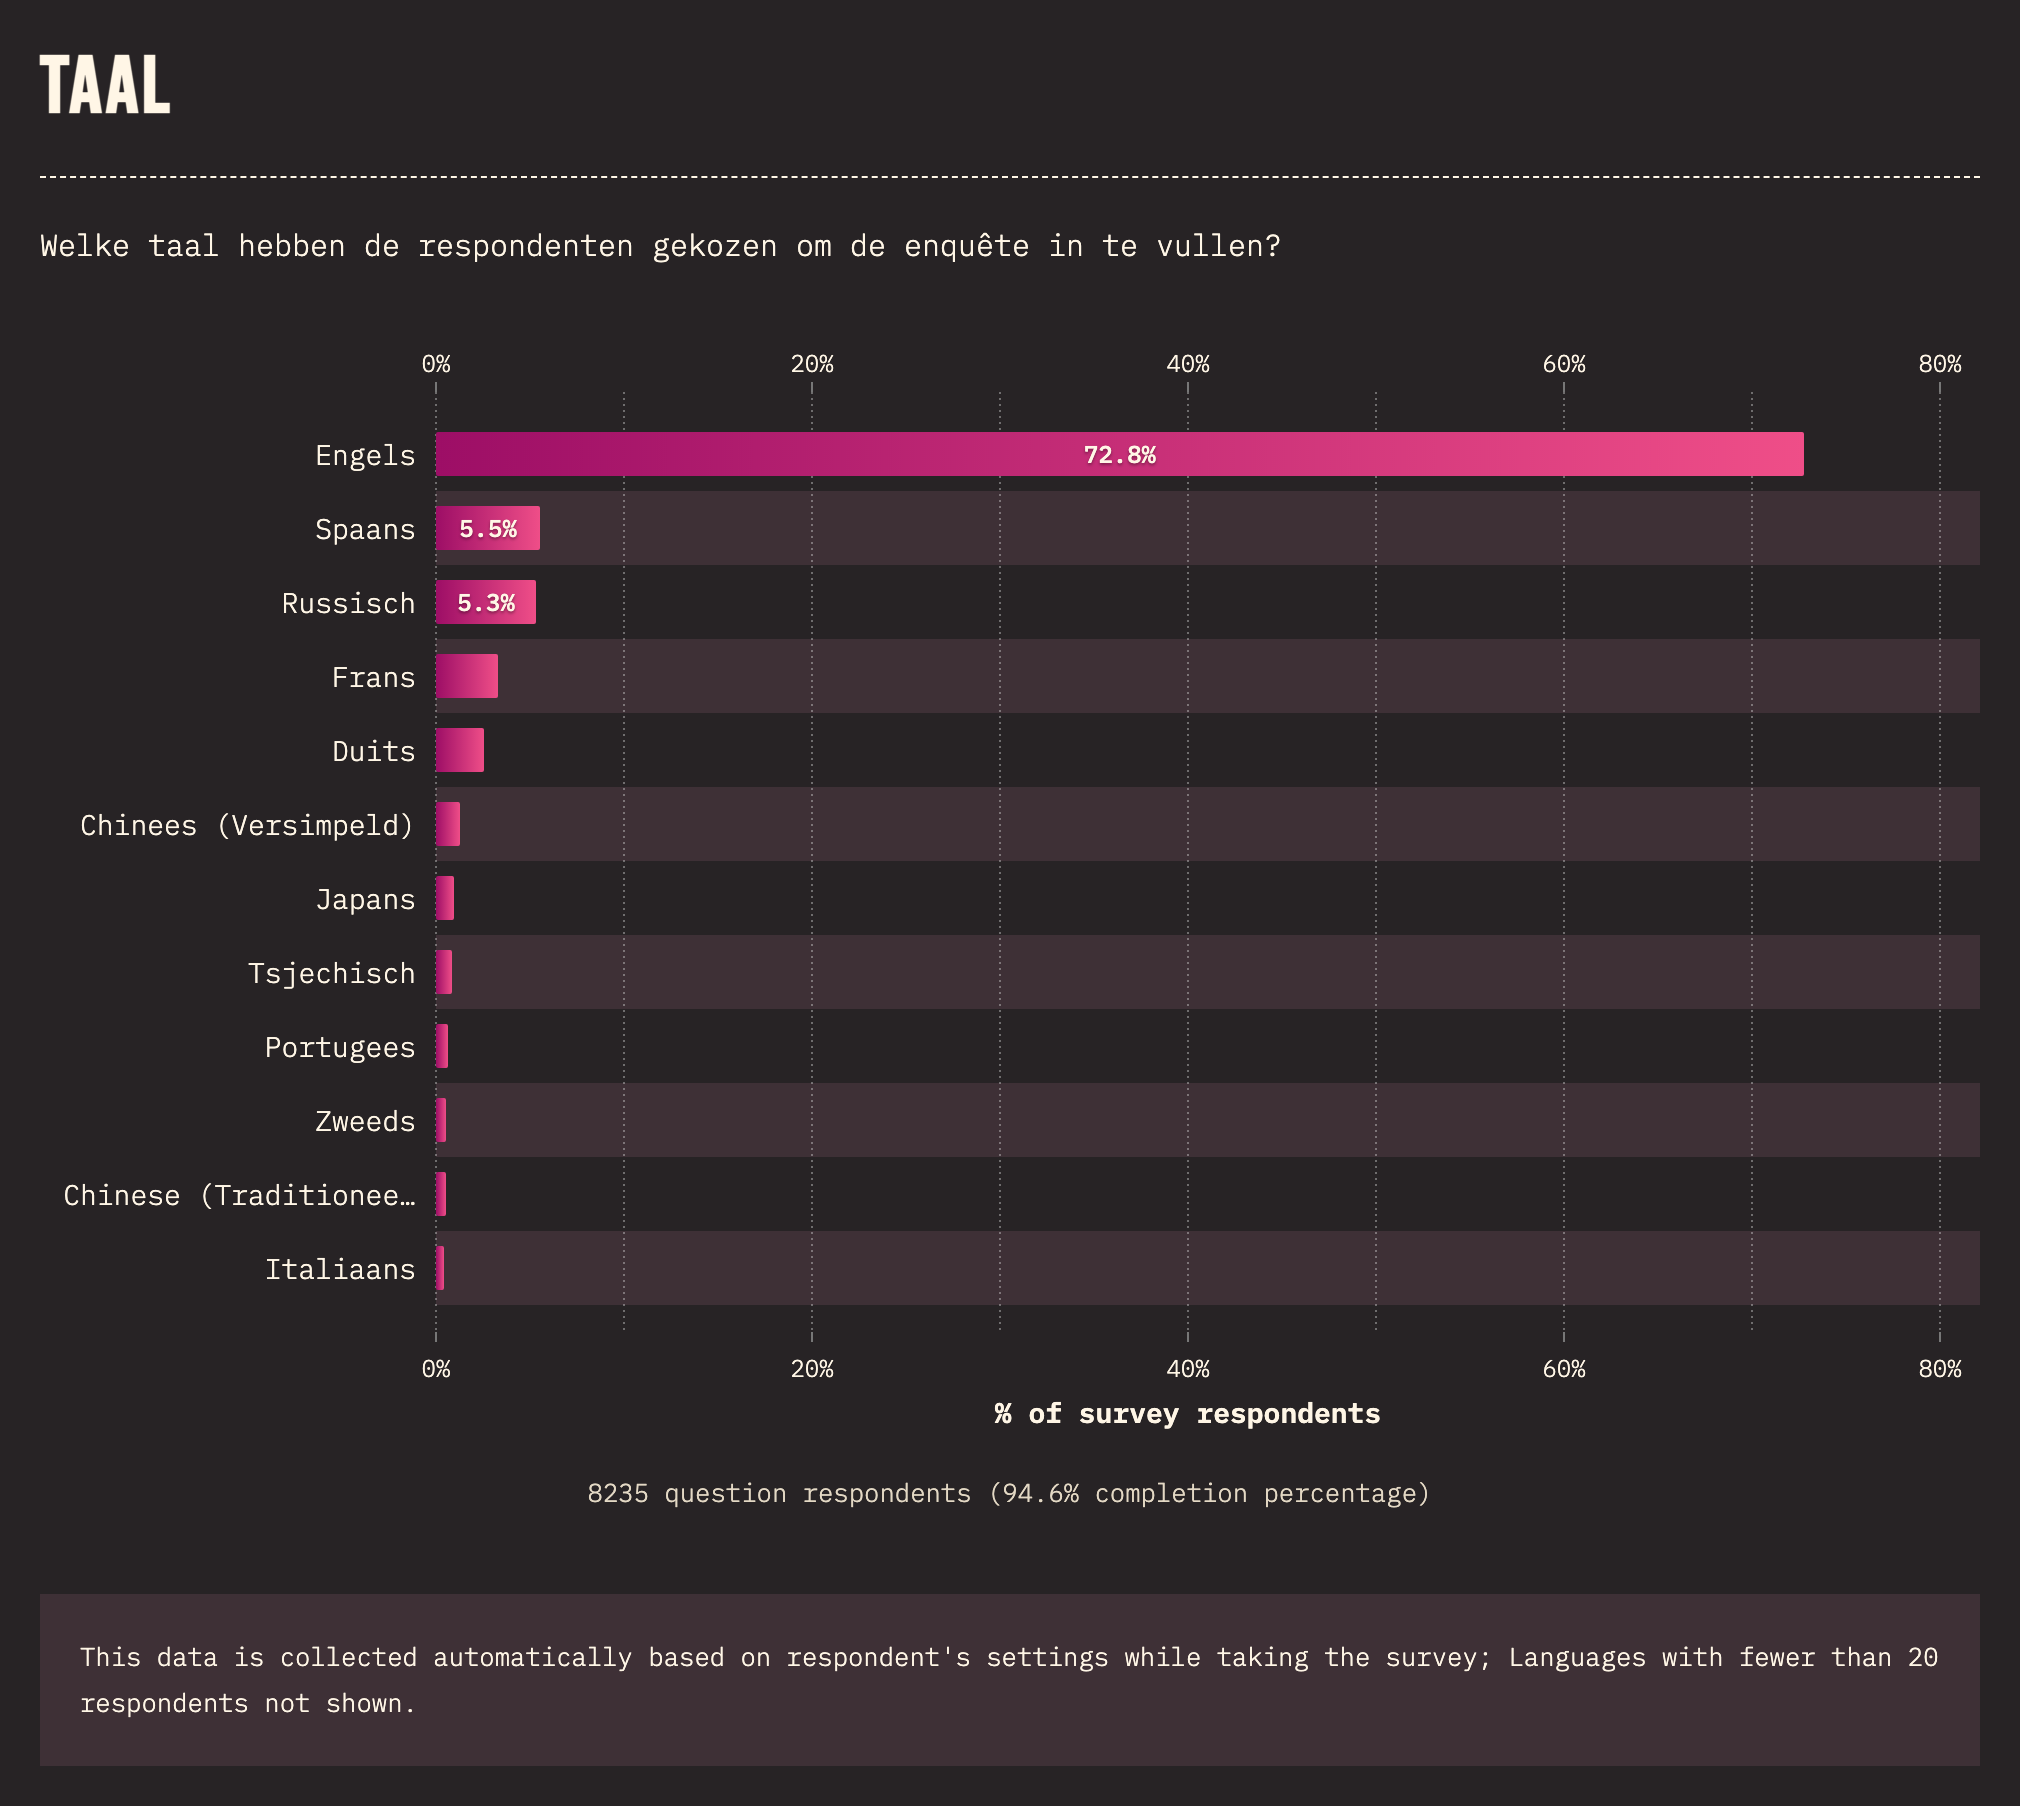 TAAL
Welke taal hebben de respondenten gekozen om de enquête in te vullen?
0% 20% 40% 60% 80%
Engels 72.8%
Spaans 5.5%
Russisch 5.3%
Frans
Duits
Chinees (Versimpeld)
Japans
Tsjechisch
Portugees
Zweeds
Chinese (Traditionee…
Italiaans
0% 20% 40% 60% 80%
% of survey respondents
8235 question respondents (94.6% completion percentage)
This data is collected automatically based on respondent's settings while taking the survey; Languages with fewer than 20
respondents not shown.